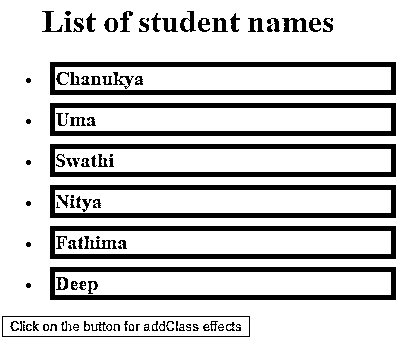 List of student names
Chanukya
Uma
Swathi
Nitya
Fathima
Deep
Click on the button for addClass effects